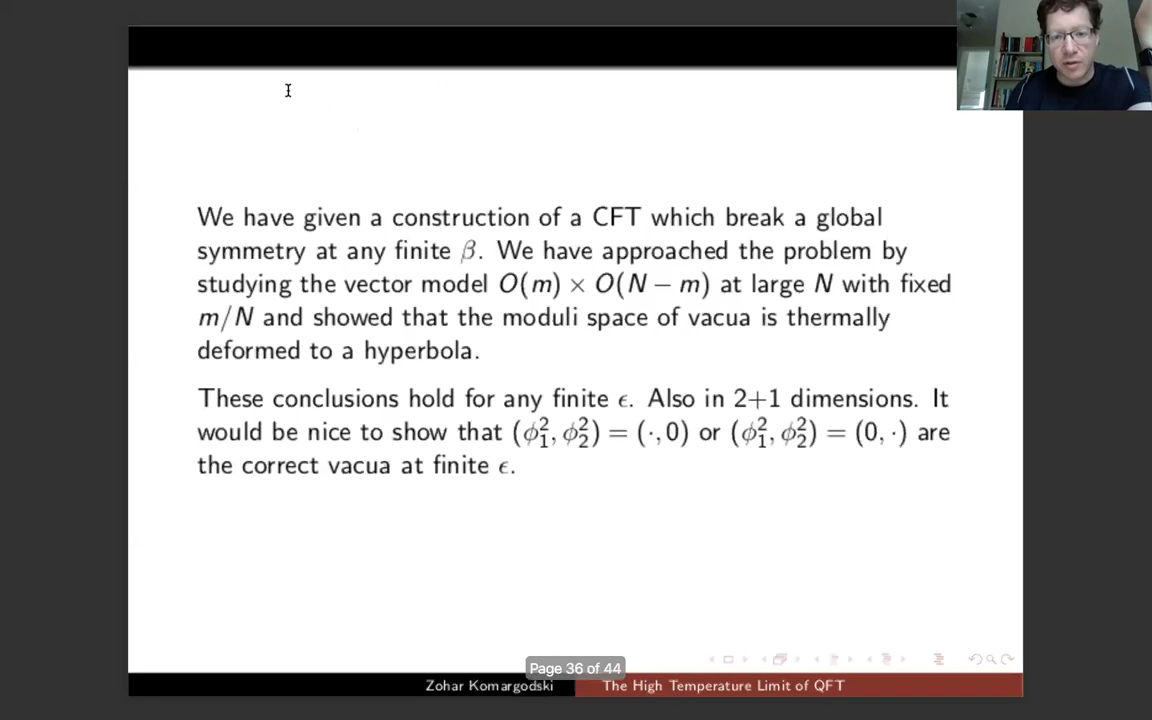 We have given a construction of a CFT which break a global
symmetry at any finite β. We have approached the problem by
studying the vector model O(m) × O(N − m) at large N with fixed
m/N and showed that the moduli space of vacua is thermally
deformed to a hyperbola.
These conclusions hold for any finite ϵ. Also in 2+1 dimensions. It
would be nice to show that (ϕ₁², ϕ₂²) = (·, 0) or (ϕ₁², ϕ₂²) = (0, ·) are
the correct vacua at finite ϵ.
Page 36 of 44
Zohar Komargodski The High Temperature Limit of QFT